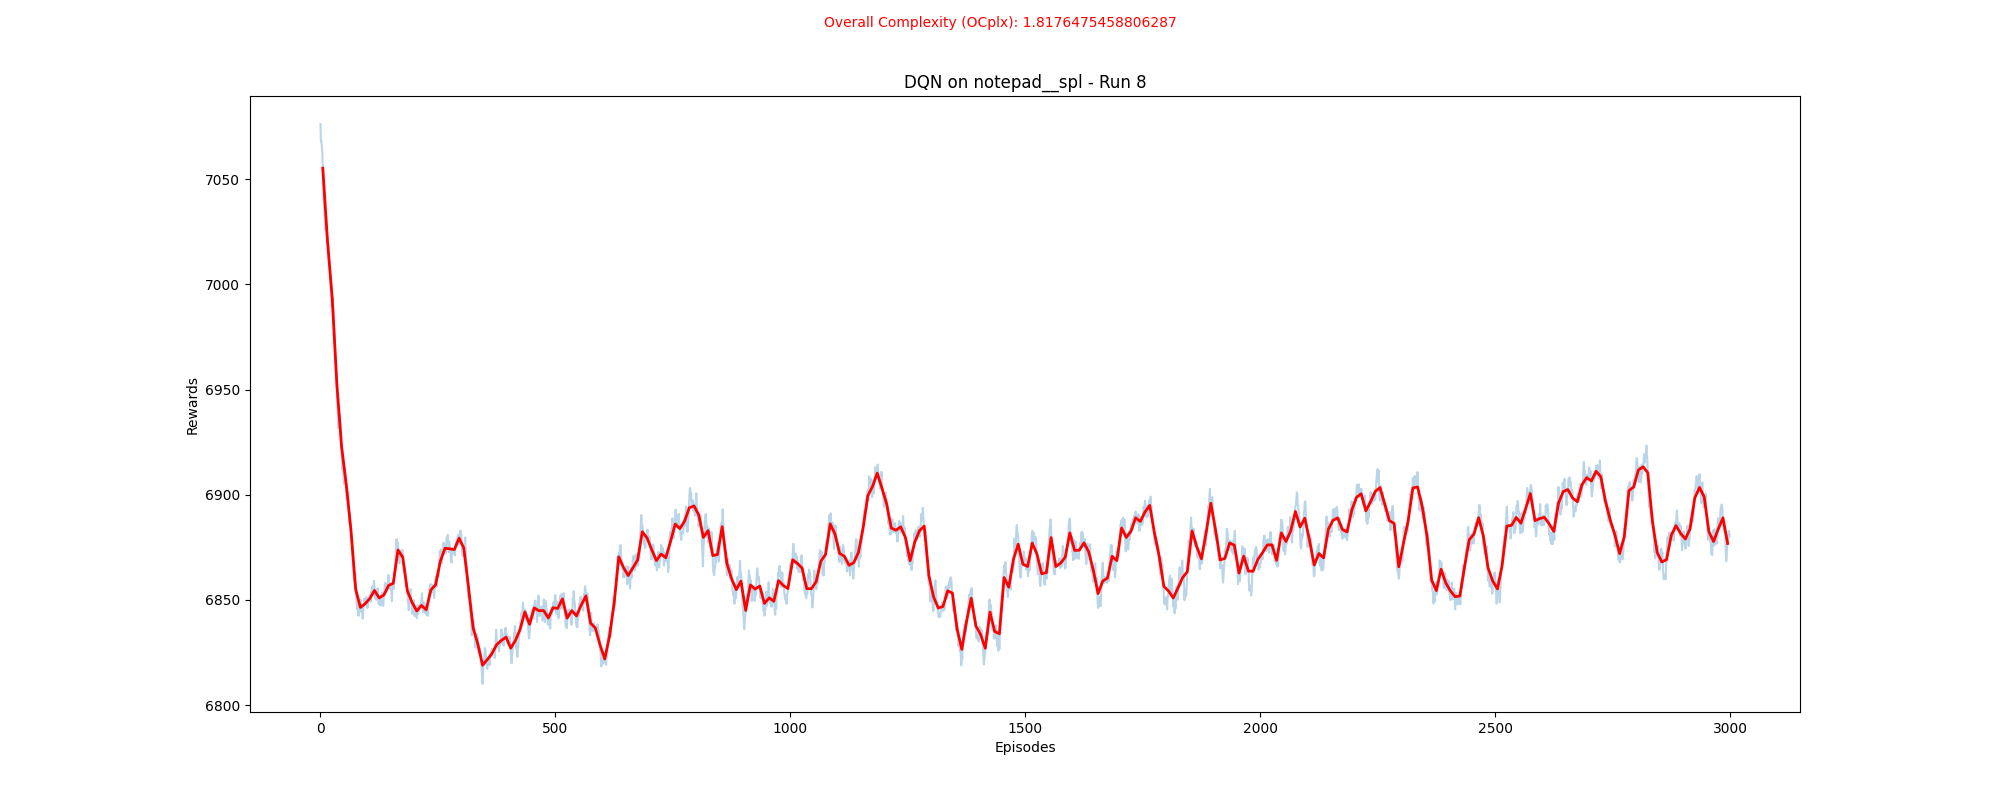 Overall Complexity (OCplx): 1.8176475458806287
DQN on notepad__spl - Run 8
Rewards
7050
7000
6950
6900
6850
6800
0 500 1000 1500 2000 2500 3000
Episodes